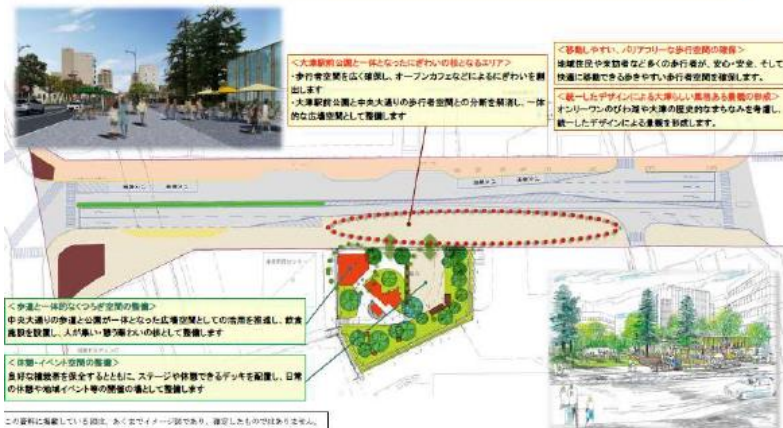 <大津駅前公園と一体となったにぎわいの核となるエリア>
・歩行者空間を広く確保し、オープンカフェなどによるにぎわいを創
出します
・大津駅前公園と中央大通りの歩行者空間との分断を解消し、一体
的な広場空間として整備します
<移動しやすい、バリアフリーな歩行空間の確保>
地域住民や来訪者など多くの歩行者が、安心・安全、そして
快適に移動できる歩きやすい歩行者空間を確保します。
<統一したデザインによる大津らしい風格ある景観の形成>
オンリーワンのびわ湖や大津の歴史的なまちなみを考慮し、
統一したデザインによる景観を形成します。
<歩道と一体的なくつろぎ空間の整備>
中央大通りの歩道と公園が一体となった広場空間としての活用を推進し、飲食
施設を設置し、人が集い・憩う賑わいの核として整備します
<休憩・イベント空間の整備>
良好な植栽帯を保全するとともに、ステージや休憩できるデッキを配置し、日常
の休憩や地域イベント等の開催の場として整備します
この資料に掲載している図は、あくまでイメージ図であり、確定したものではありません。